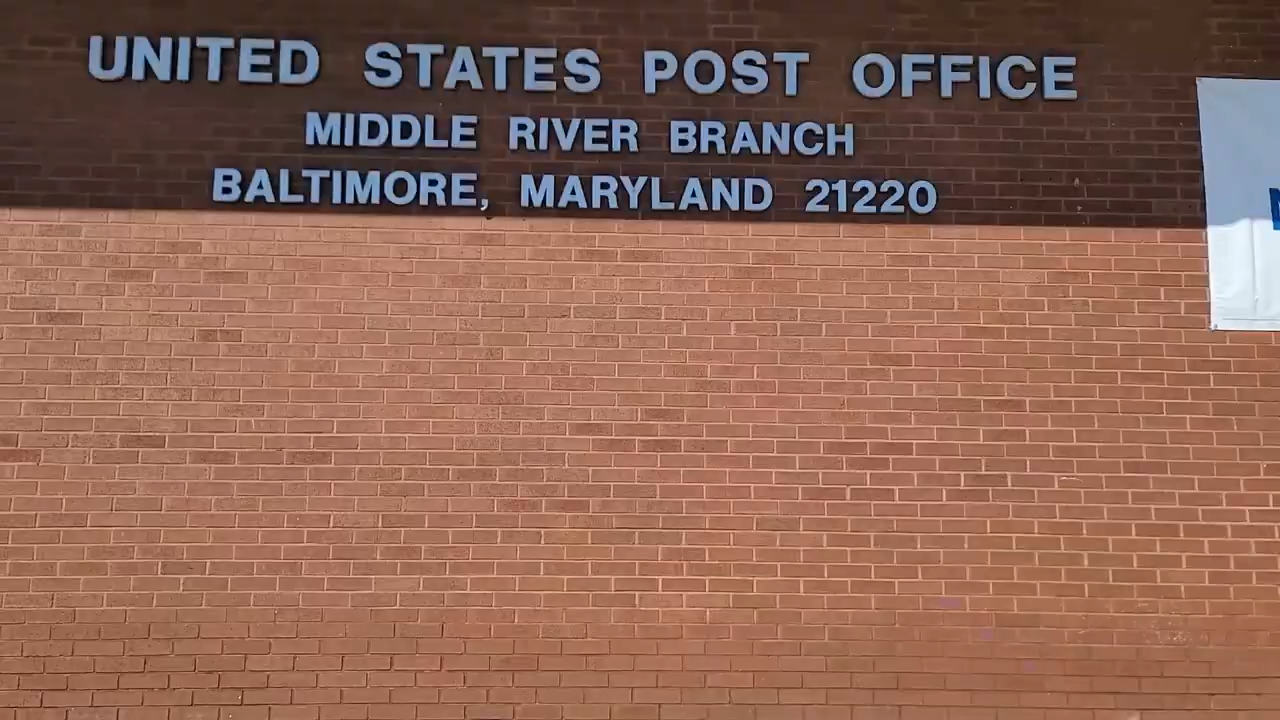 UNITED STATES POST OFFICE
MIDDLE RIVER BRANCH
BALTIMORE, MARYLAND 21220